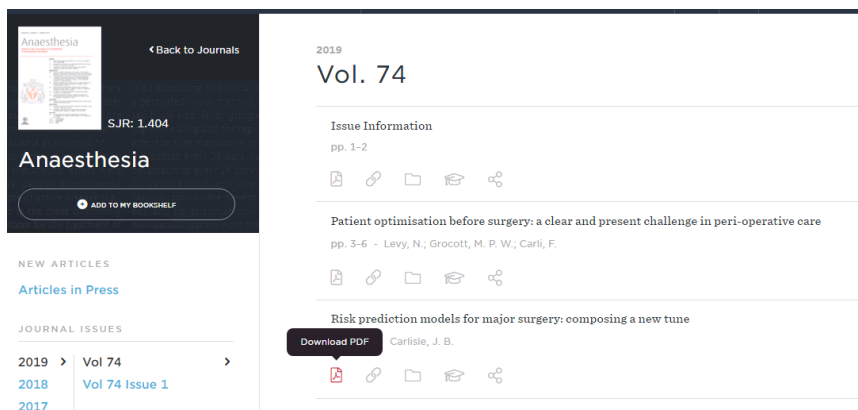 Anaesthesia
Back to Journals
SJR: 1.404
Anaesthesia
ADD TO MY BOOKSHELF
NEW ARTICLES
Articles in Press
JOURNAL ISSUES
2019
Vol 74
2018
Vol 74 Issue 1
2017
2019
Vol. 74
Issue Information
pp. 1-2
Patient optimisation before surgery: a clear and present challenge in peri-operative care
pp. 3-6 - Levy, N.; Grocott, M. P. W.; Carli, F.
Risk prediction models for major surgery: composing a new tune
Download PDF
Carlisle, J. B.